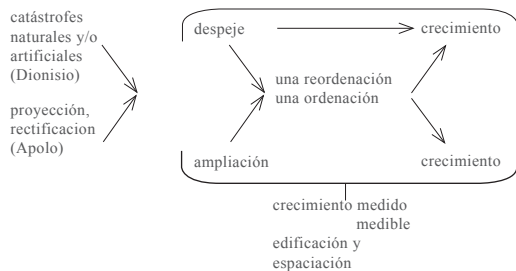 catástrofes
naturales y/o
artificiales
(Dionisio)
proyección,
rectificacion
(Apolo)
despeje
crecimiento
una reordenación
una ordenación
ampliación
crecimiento
crecimiento medido
medible
edificación y
espaciación